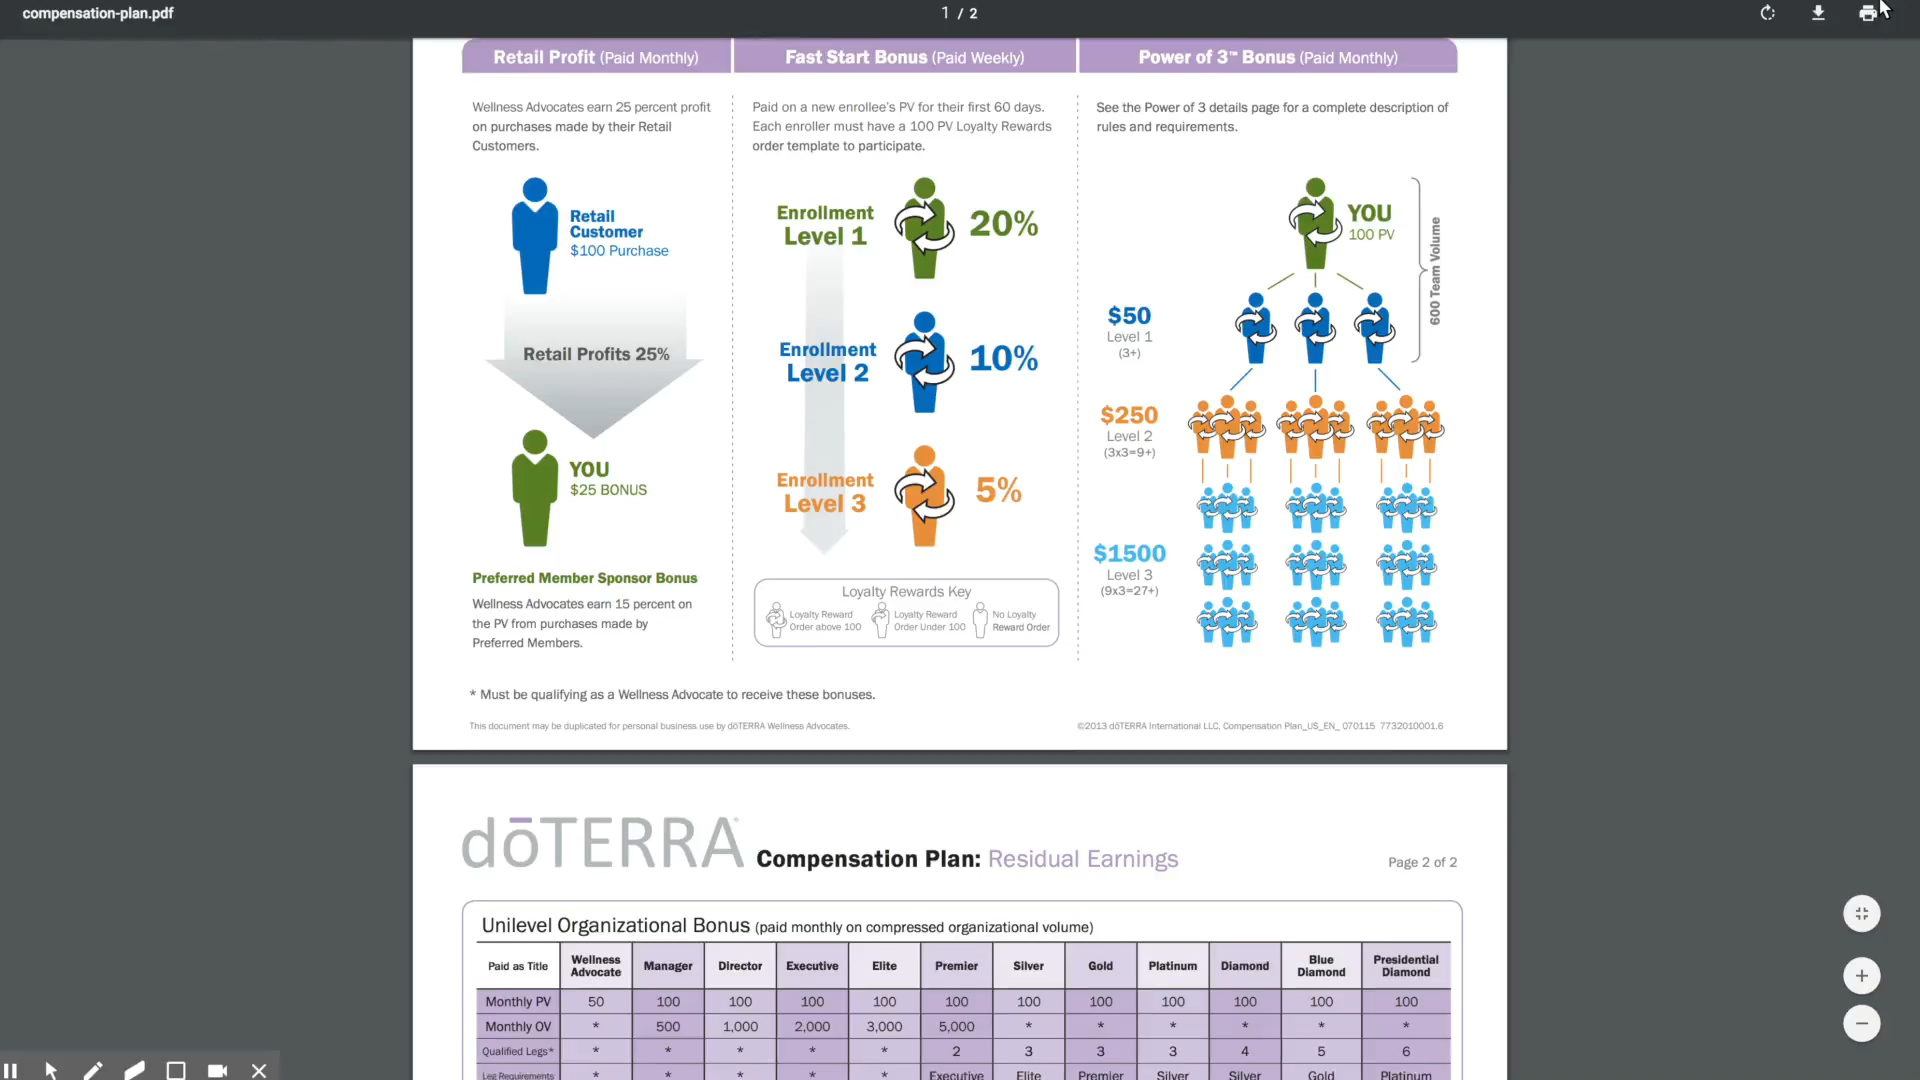 compensation-plan.pdf
1 / 2
Retail Profit (Paid Monthly)
Fast Start Bonus (Paid Weekly)
Power of 3™ Bonus (Paid Monthly)
Wellness Advocates earn 25 percent profit
on purchases made by their Retail
Customers.
Retail
Customer
$100 Purchase
Retail Profits 25%
YOU
$25 BONUS
Preferred Member Sponsor Bonus
Wellness Advocates earn 15 percent on
the PV from purchases made by
Preferred Members.
Paid on a new enrollee's PV for their first 60 days.
Each enroller must have a 100 PV Loyalty Rewards
order template to participate.
Enrollment
Level 1
20%
Enrollment
Level 2
10%
Enrollment
Level 3
5%
Loyalty Rewards Key
Loyalty Reward
Order above 100
Loyalty Reward
Order Under 100
No Loyalty
Reward Order
See the Power of 3 details page for a complete description of
rules and requirements.
YOU
100 PV
600 Team Volume
$50
Level 1
(3+)
$250
Level 2
(3x3=9+)
$1500
Level 3
(9x3=27+)
* Must be qualifying as a Wellness Advocate to receive these bonuses.
This document may be duplicated for personal business use by dōTERRA Wellness Advocates.
©2013 dōTERRA International LLC, Compensation Plan_US_EN_ 070115 7732010001.6
dōTERRA Compensation Plan: Residual Earnings
Page 2 of 2
Unilevel Organizational Bonus (paid monthly on compressed organizational volume)
Paid as Title Wellness Advocate Manager Director Executive Elite Premier Silver Gold Platinum Diamond Blue Diamond Presidential Diamond
Monthly PV 50 100 100 100 100 100 100 100 100 100 100 100
Monthly OV * 500 1,000 2,000 3,000 5,000 * * * * * *
Qualified Legs* * * * * * 2 3 3 3 4 5 6
Leg Requirements * * * * * Executive Elite Premier Silver Silver Gold Platinum